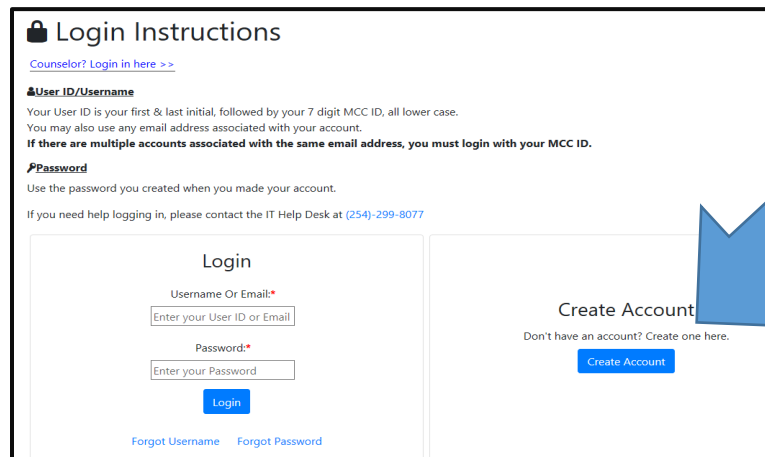 Login Instructions
Counselor? Login in here >>
User ID/Username
Your User ID is your first & last initial, followed by your 7 digit MCC ID, all lower case.
You may also use any email address associated with your account.
If there are multiple accounts associated with the same email address, you must login with your MCC ID.
Password
Use the password you created when you made your account.
If you need help logging in, please contact the IT Help Desk at (254)-299-8077
Login
Username Or Email:*
Enter your User ID or Email
Password:*
Enter your Password
Login
Forgot Username Forgot Password
Create Account
Don't have an account? Create one here.
Create Account